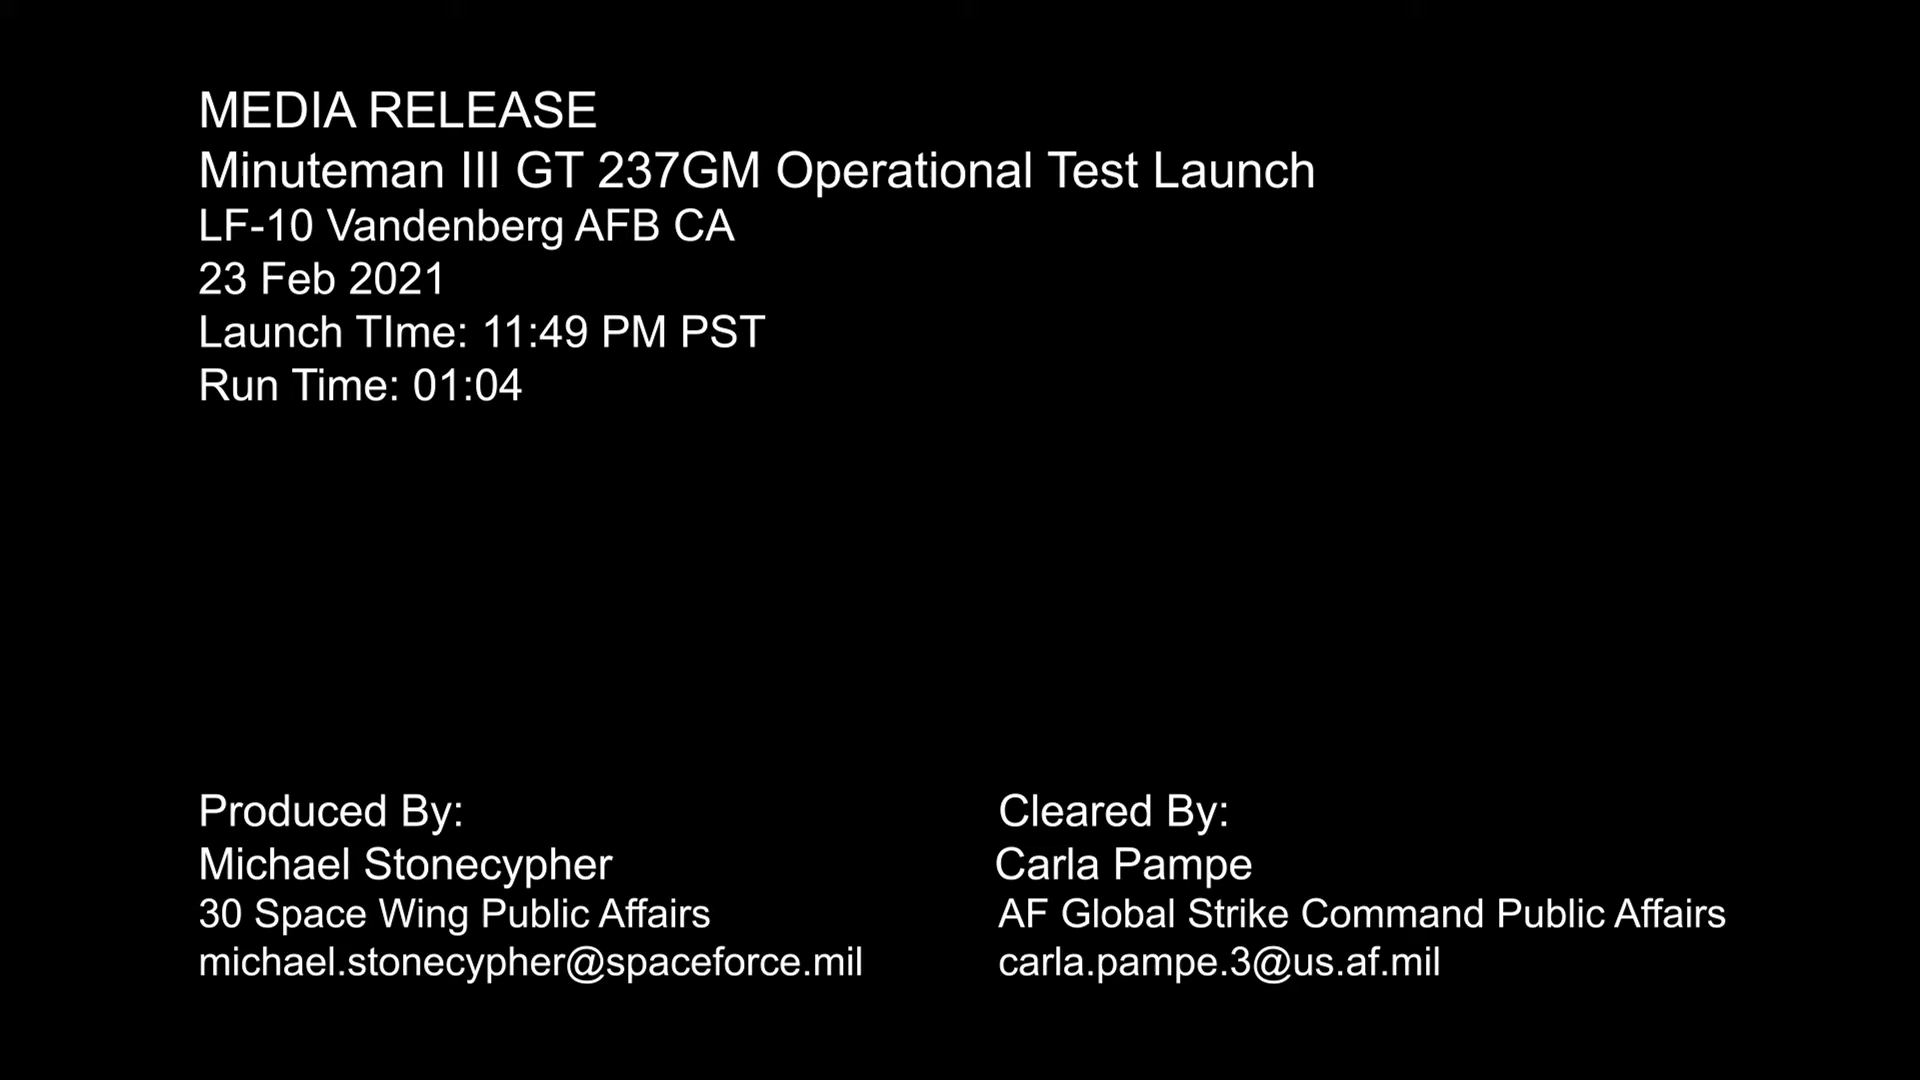 MEDIA RELEASE
Minuteman III GT 237GM Operational Test Launch
LF-10 Vandenberg AFB CA
23 Feb 2021
Launch TIme: 11:49 PM PST
Run Time: 01:04
Produced By:
Michael Stonecypher
30 Space Wing Public Affairs
michael.stonecypher@spaceforce.mil
Cleared By:
Carla Pampe
AF Global Strike Command Public Affairs
carla.pampe.3@us.af.mil